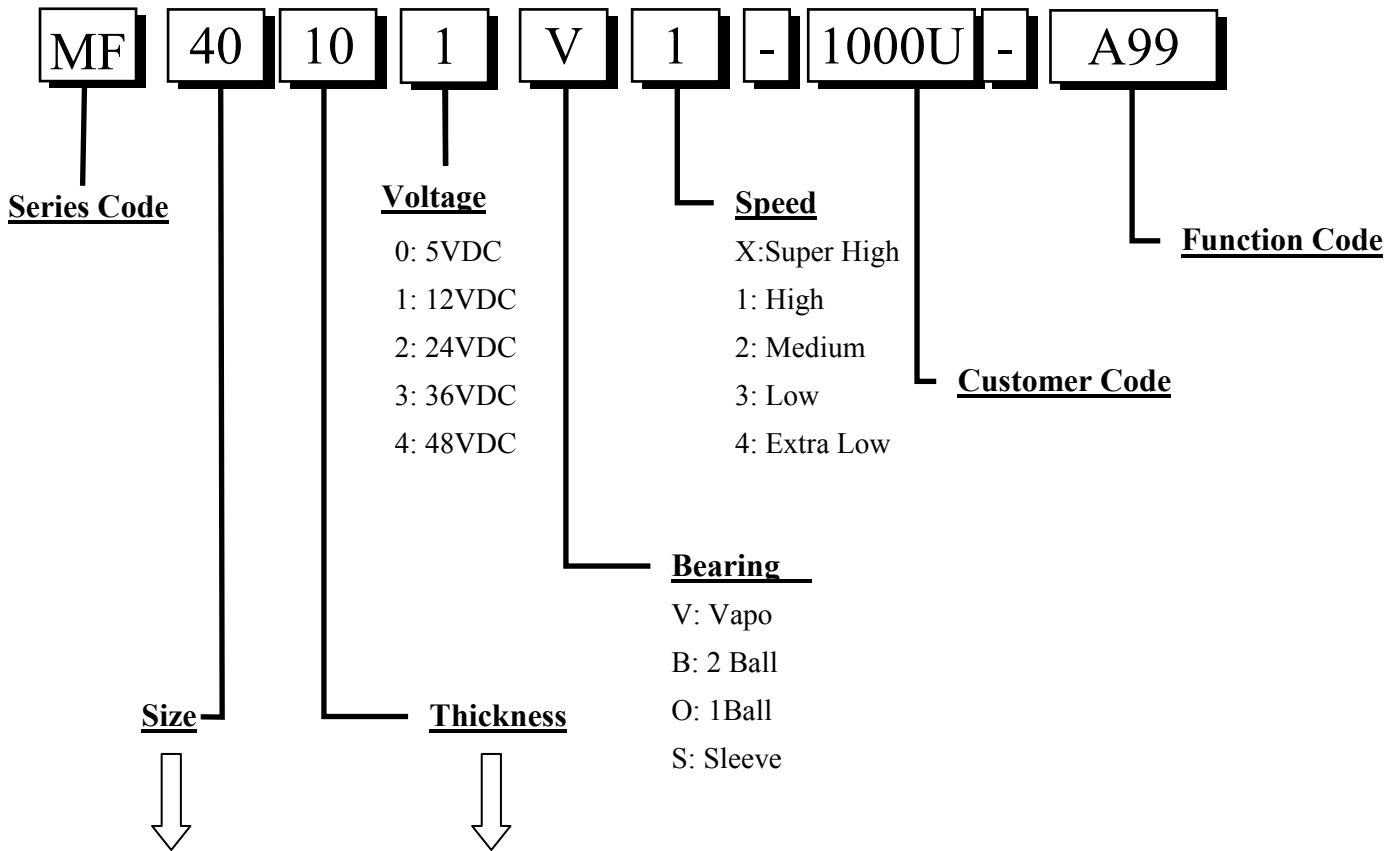 MF 40 10 1 V 1 - 1000U - A99
Series Code
Voltage
0: 5VDC
1: 12VDC
2: 24VDC
3: 36VDC
4: 48VDC
Speed
X:Super High
1: High
2: Medium
3: Low
4: Extra Low
Function Code
Customer Code
Bearing
V: Vapo
B: 2 Ball
O: 1Ball
S: Sleeve
Size
Thickness